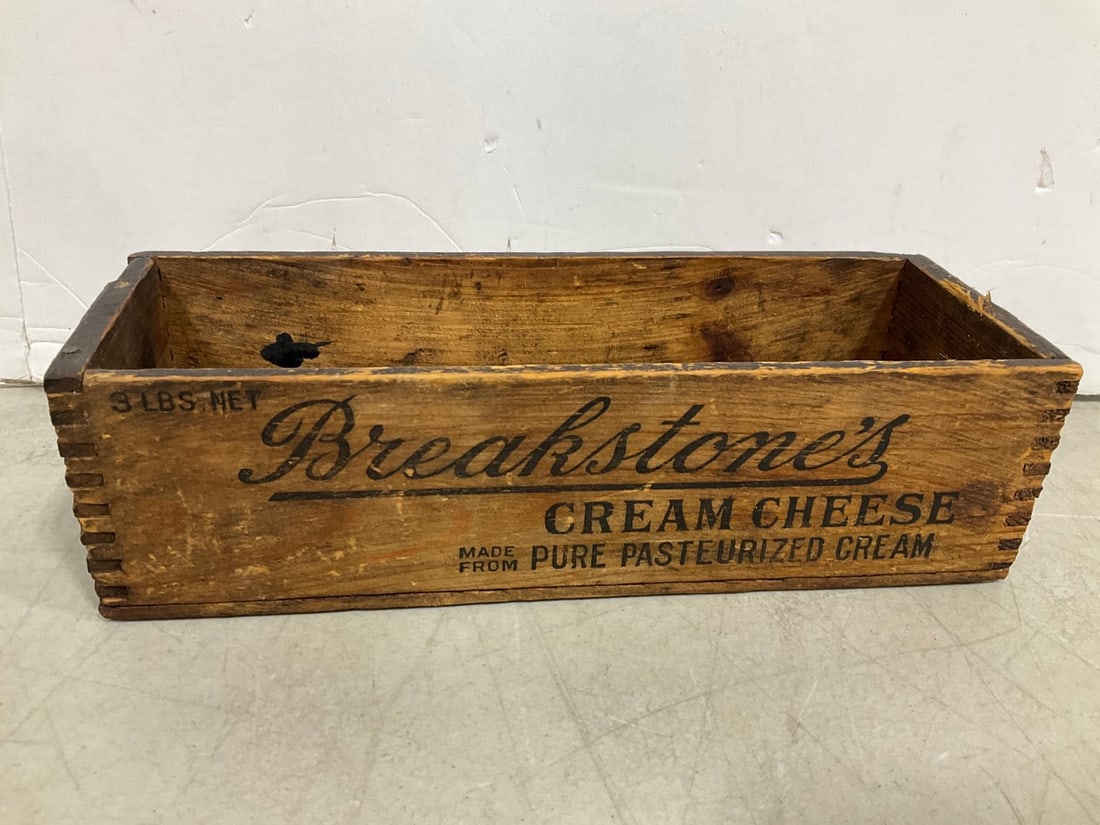 3 LBS. NET
Breakstone's
CREAM CHEESE
MADE FROM PURE PASTEURIZED CREAM